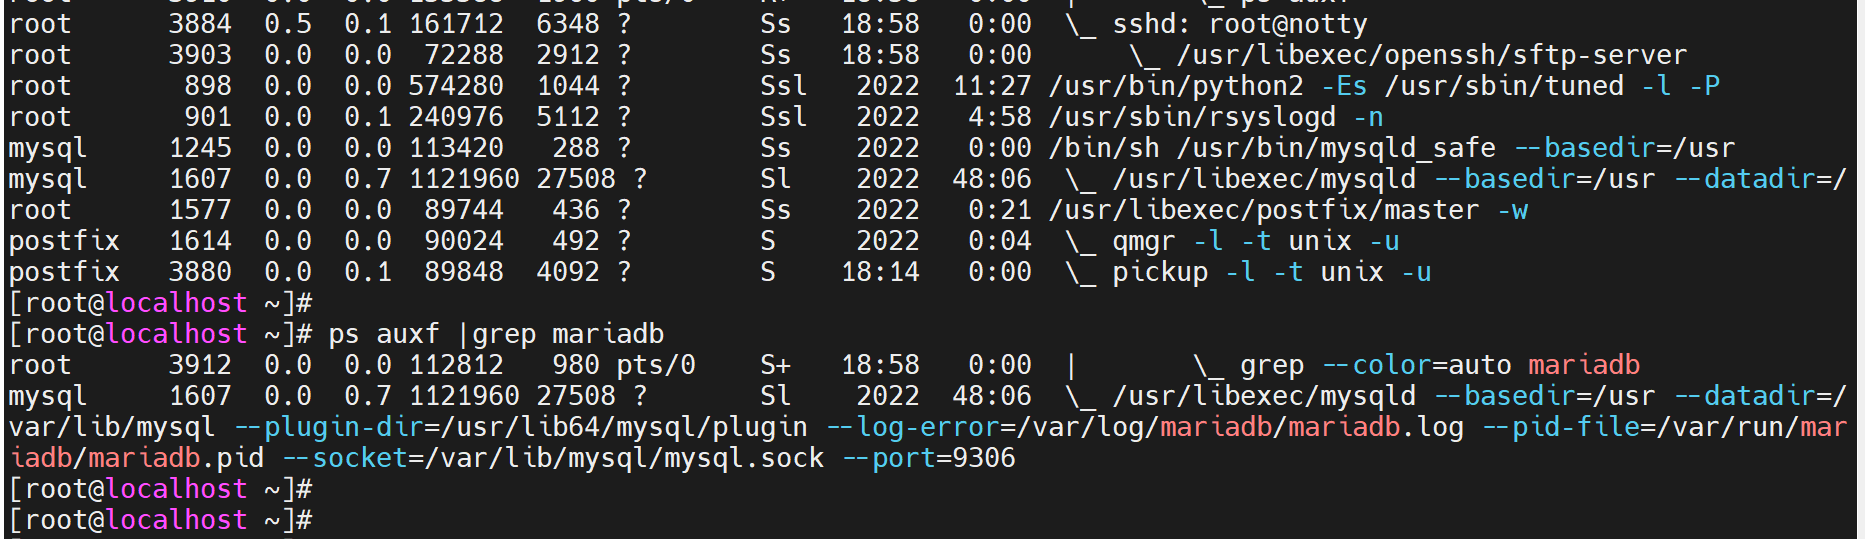 root 3884 0.5 0.1 161712 6348 ? Ss 18:58 0:00 \_ sshd: root@notty
root 3903 0.0 0.0 72288 2912 ? Ss 18:58 0:00 \_ /usr/libexec/openssh/sftp-server
root 898 0.0 0.0 574280 1044 ? Ssl 2022 11:27 /usr/bin/python2 -Es /usr/sbin/tuned -l -P
root 901 0.0 0.1 240976 5112 ? Ssl 2022 4:58 /usr/sbin/rsyslogd -n
mysql 1245 0.0 0.0 113420 288 ? Ss 2022 0:00 /bin/sh /usr/bin/mysqld_safe --basedir=/usr
mysql 1607 0.0 0.7 1121960 27508 ? Sl 2022 48:06 \_ /usr/libexec/mysqld --basedir=/usr --datadir=/
root 1577 0.0 0.0 89744 436 ? Ss 2022 0:21 /usr/libexec/postfix/master -w
postfix 1614 0.0 0.0 90024 492 ? S 2022 0:04 \_ qmgr -l -t unix -u
postfix 3880 0.0 0.1 89848 4092 ? S 18:14 0:00 \_ pickup -l -t unix -u
[root@localhost ~]#
[root@localhost ~]# ps auxf |grep mariadb
root 3912 0.0 0.0 112812 980 pts/0 S+ 18:58 0:00 | \_ grep --color=auto mariadb
mysql 1607 0.0 0.7 1121960 27508 ? Sl 2022 48:06 \_ /usr/libexec/mysqld --basedir=/usr --datadir=/
var/lib/mysql --plugin-dir=/usr/lib64/mysql/plugin --log-error=/var/log/mariadb/mariadb.log --pid-file=/var/run/mar
iadb/mariadb.pid --socket=/var/lib/mysql/mysql.sock --port=9306
[root@localhost ~]#
[root@localhost ~]#